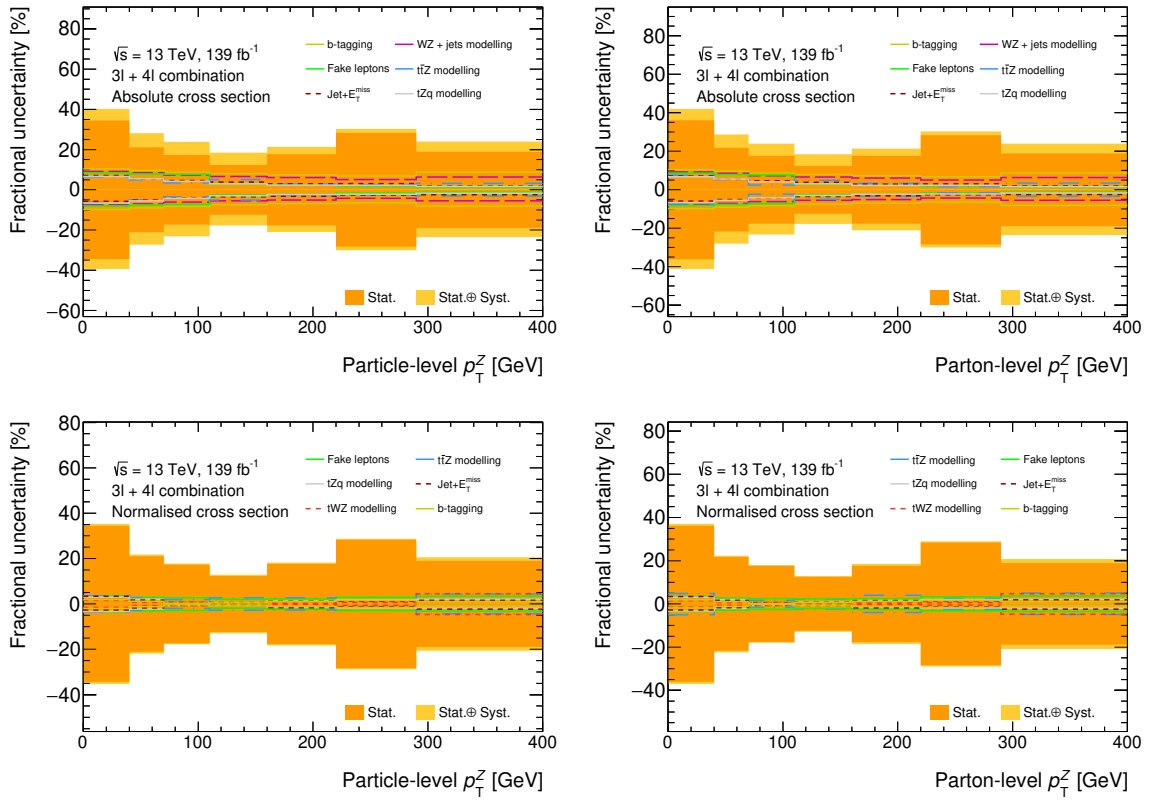 Fractional uncertainty [%]
80
60
40
20
0
−20
−40
−60
√s = 13 TeV, 139 fb-1
3l + 4l combination
Absolute cross section
b-tagging
WZ + jets modelling
Fake leptons
tt̄Z modelling
Jet+E_T^miss
tZq modelling
Stat.
Stat.⊕ Syst.
0 100 200 300 400
Particle-level p_T^Z [GeV]
Fractional uncertainty [%]
80
60
40
20
0
−20
−40
−60
√s = 13 TeV, 139 fb-1
3l + 4l combination
Absolute cross section
b-tagging
WZ + jets modelling
Fake leptons
tt̄Z modelling
Jet+E_T^miss
tZq modelling
Stat.
Stat.⊕ Syst.
0 100 200 300 400
Parton-level p_T^Z [GeV]
Fractional uncertainty [%]
80
60
40
20
0
−20
−40
√s = 13 TeV, 139 fb-1
3l + 4l combination
Normalised cross section
Fake leptons
tt̄Z modelling
tZq modelling
Jet+E_T^miss
tWZ modelling
b-tagging
Stat.
Stat.⊕ Syst.
0 100 200 300 400
Particle-level p_T^Z [GeV]
Fractional uncertainty [%]
80
60
40
20
0
−20
−40
√s = 13 TeV, 139 fb-1
3l + 4l combination
Normalised cross section
tt̄Z modelling
Fake leptons
tZq modelling
Jet+E_T^miss
tWZ modelling
b-tagging
Stat.
Stat.⊕ Syst.
0 100 200 300 400
Parton-level p_T^Z [GeV]